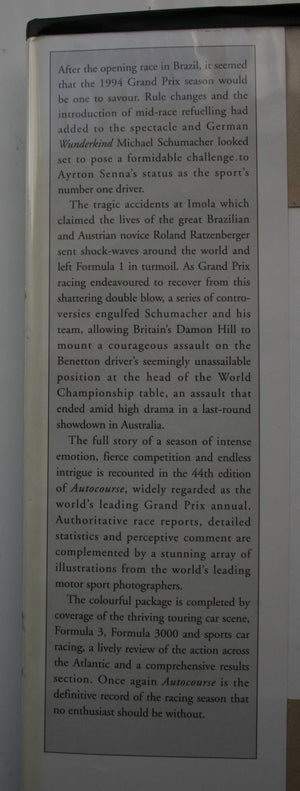 After the opening race in Brazil, it seemed
that the 1994 Grand Prix season would
be one to savour. Rule changes and the
introduction of mid-race refuelling had
added to the spectacle and German
Wunderkind Michael Schumacher looked
set to pose a formidable challenge to
Ayrton Senna's status as the sport's
number one driver.
The tragic accidents at Imola which
claimed the lives of the great Brazilian
and Austrian novice Roland Ratzenberger
sent shock-waves around the world and
left Formula 1 in turmoil. As Grand Prix
racing endeavoured to recover from this
shattering double blow, a series of contro-
versies engulfed Schumacher and his
team, allowing Britain's Damon Hill to
mount a courageous assault on the
Benetton driver's seemingly unassailable
position at the head of the World
Championship table, an assault that
ended amid high drama in a last-round
showdown in Australia.
The full story of a season of intense
emotion, fierce competition and endless
intrigue is recounted in the 44th edition
of Autocourse, widely regarded as the
world's leading Grand Prix annual.
Authoritative race reports, detailed
statistics and perceptive comment are
complemented by a stunning array of
illustrations from the world's leading
motor sport photographers.
The colourful package is completed by
coverage of the thriving touring car scene,
Formula 3, Formula 3000 and sports car
racing, a lively review of the action across
the Atlantic and a comprehensive results
section. Once again Autocourse is the
definitive record of the racing season that
no enthusiast should be without.